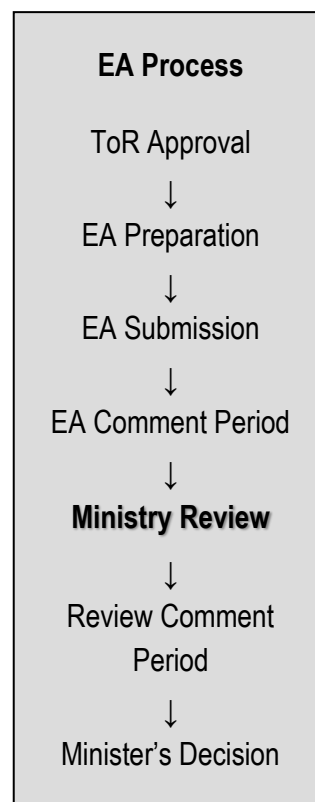 EA Process
ToR Approval
↓
EA Preparation
↓
EA Submission
↓
EA Comment Period
↓
Ministry Review
↓
Review Comment
Period
↓
Minister’s Decision